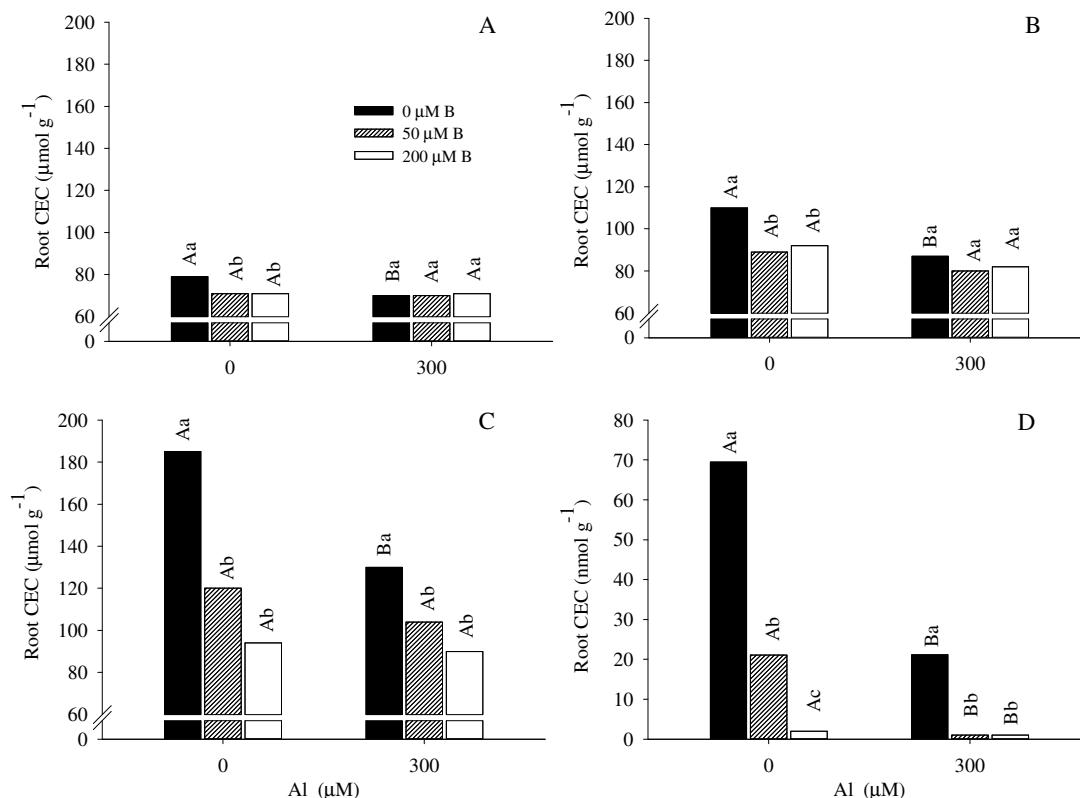 A
Root CEC (µmol g-1)
200
180
160
140
120
100
80
60
0
0 µM B
50 µM B
200 µM B
Aa
Ab
Ab
Ba
Aa
Aa
0
300
B
Root CEC (µmol g-1)
200
180
160
140
120
100
80
60
0
Aa
Ab
Ab
Ba
Aa
Aa
0
300
C
Root CEC (µmol g-1)
200
180
160
140
120
100
80
60
0
Aa
Ab
Ab
Ba
Ab
Ab
0
300
Al (µM)
D
Root CEC (nmol g-1)
80
70
60
50
40
30
20
10
0
Aa
Ab
Ac
Ba
Bb
Bb
0
300
Al (µM)